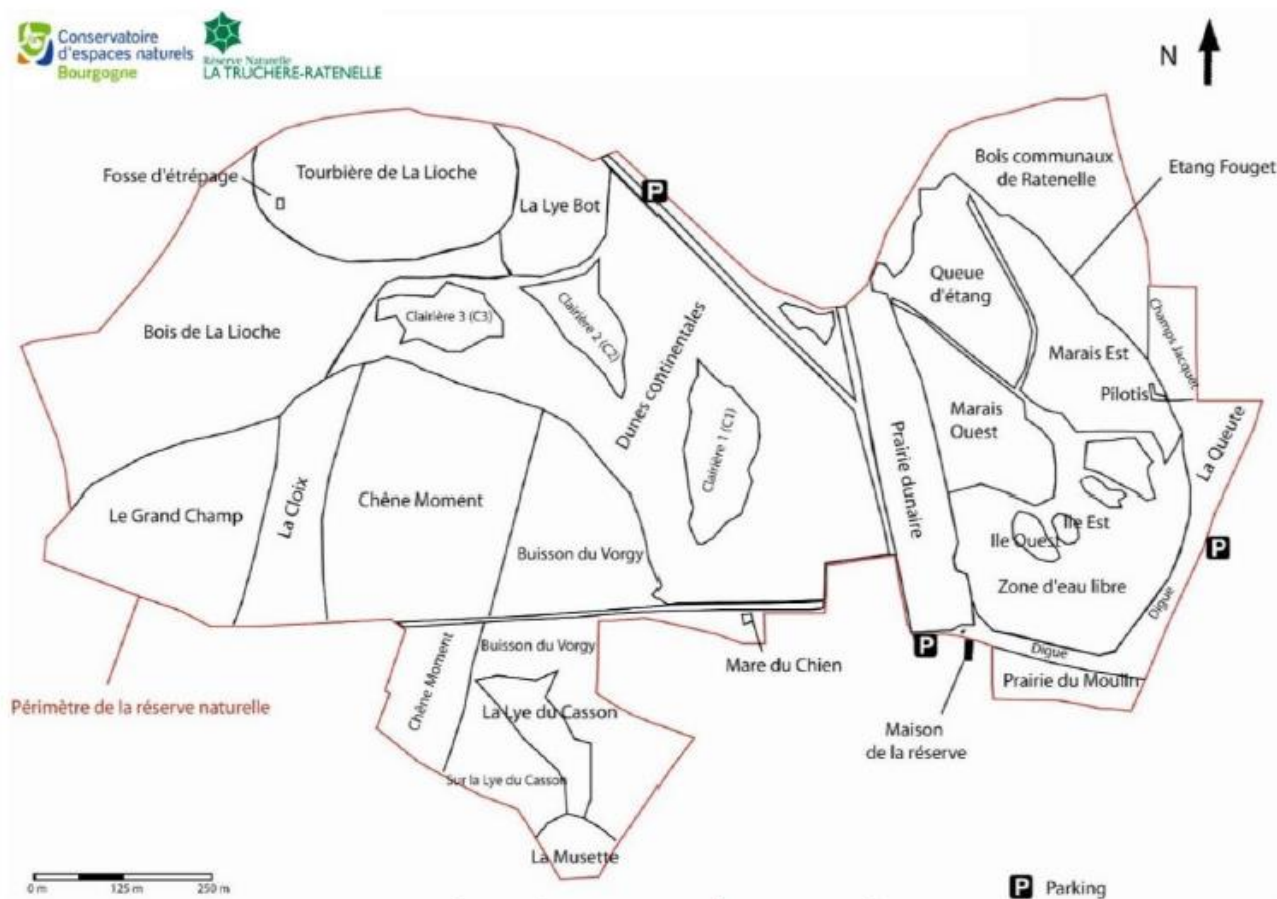 Conservatoire
d'espaces naturels
Bourgogne
Réserve Naturelle
LA TRUCHÈRE-RATENELLE
N
Bois communaux
de Ratenelle
Etang Fouget
Fosse d'étrépage
Tourbière de La Lioche
La Lye Bot
P
Queue
d'étang
Clairière 3 (C3)
Clairière 2 (C2)
Bois de La Lioche
Dunes continentales
Marais Est
Champs Jacquet
Pilotis
Clairière 1 (C1)
Marais
Ouest
Prairie dunaire
La Queute
Le Grand Champ
La Cloix
Chêne Moment
Buisson du Vorgy
Ile Est
Ile Ouest
P
Zone d'eau libre
Digue
Chêne Moment
Buisson du Vorgy
Mare du Chien
P
Digue
Prairie du Moulin
Périmètre de la réserve naturelle
La Lye du Casson
Maison
de la réserve
Sur la Lye du Casson
La Musette
0 m 125 m 250 m
P Parking